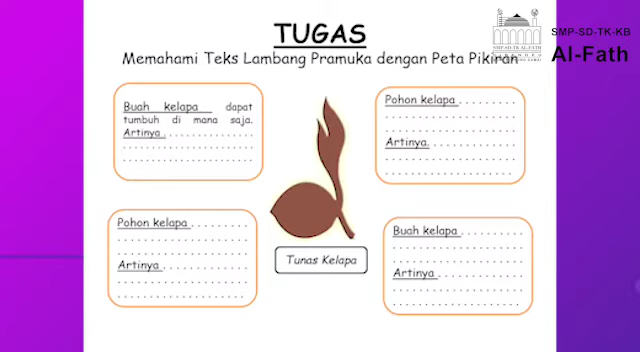 TUGAS
Memahami Teks Lambang Pramuka dengan Peta Pikiran
SMP-SD-TK-KB
Al-Fath
Buah kelapa dapat
tumbuh di mana saja.
Artinya . . . . . . . . . . . . .
. . . . . . . . . . . . . . . . . . .
. . . . . . . . . . . . . . . . . . .
Pohon kelapa . . . . . . . . .
. . . . . . . . . . . . . . . . . . .
. . . . . . . . . . . . . . . . . . .
Artinya. . . . . . . . . . . . .
. . . . . . . . . . . . . . . . . . .
. . . . . . . . . . . . . . . . . . .
Pohon kelapa . . . . . . . . .
. . . . . . . . . . . . . . . . . . .
. . . . . . . . . . . . . . . . . . .
Artinya . . . . . . . . . . . . .
. . . . . . . . . . . . . . . . . . .
. . . . . . . . . . . . . . . . . . .
Tunas Kelapa
Buah kelapa . . . . . . . . .
. . . . . . . . . . . . . . . . . . .
. . . . . . . . . . . . . . . . . . .
Artinya . . . . . . . . . . . . .
. . . . . . . . . . . . . . . . . . .
. . . . . . . . . . . . . . . . . . .